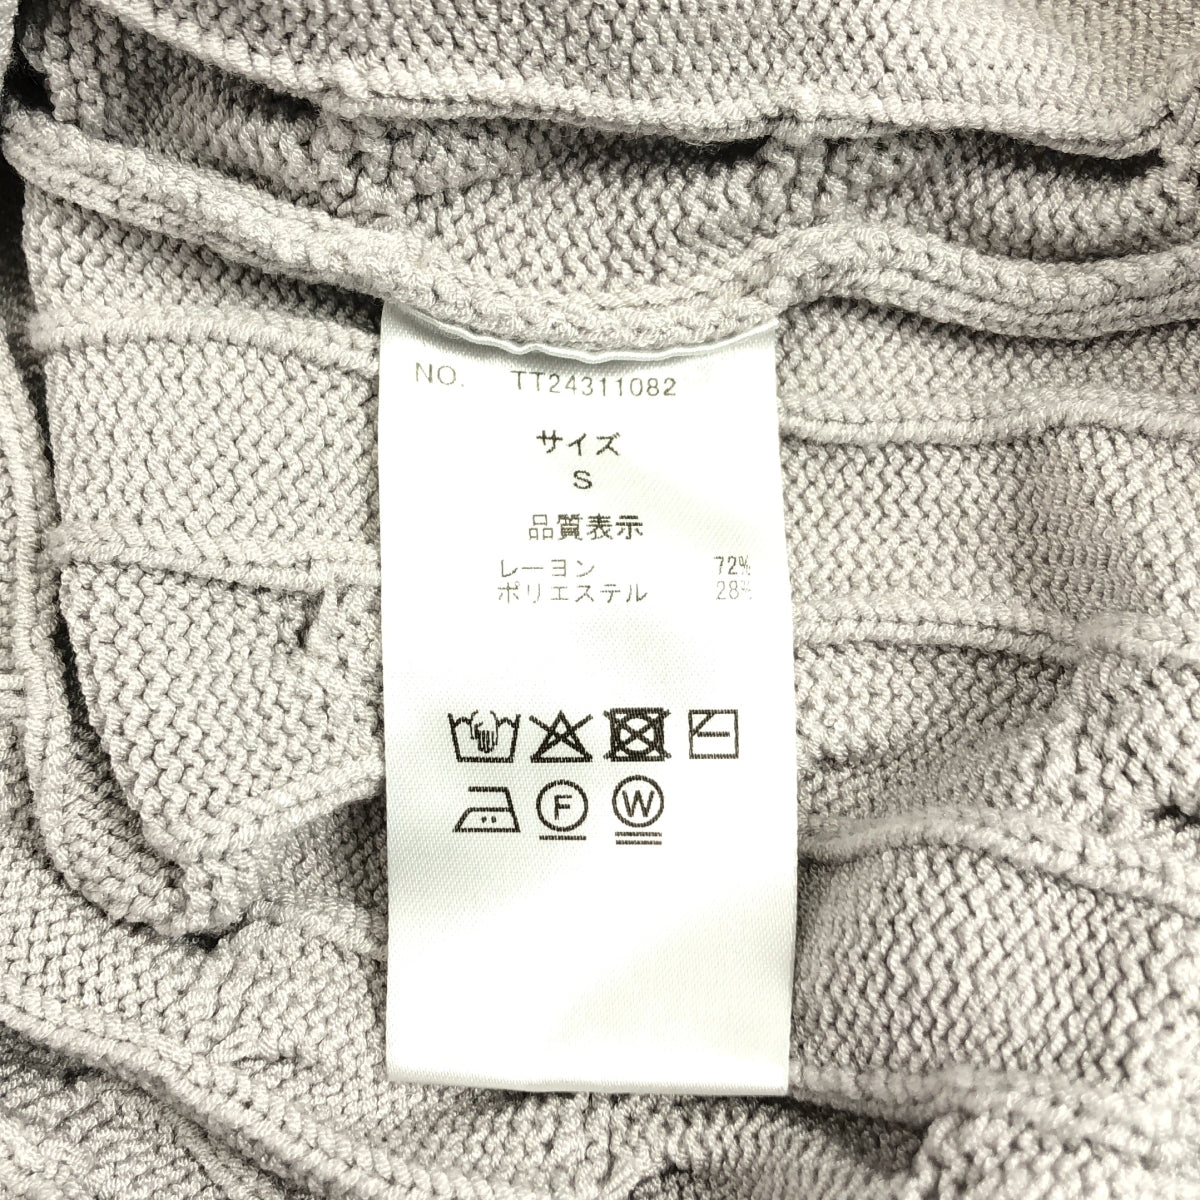 NO. TT24311082
サイズ
S
品質表示
レーヨン 72%
ポリエステル 28%
F W